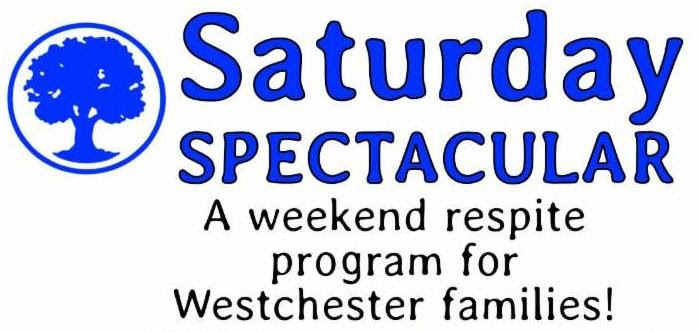 Saturday
SPECTACULAR
A weekend respite
program for
Westchester families!